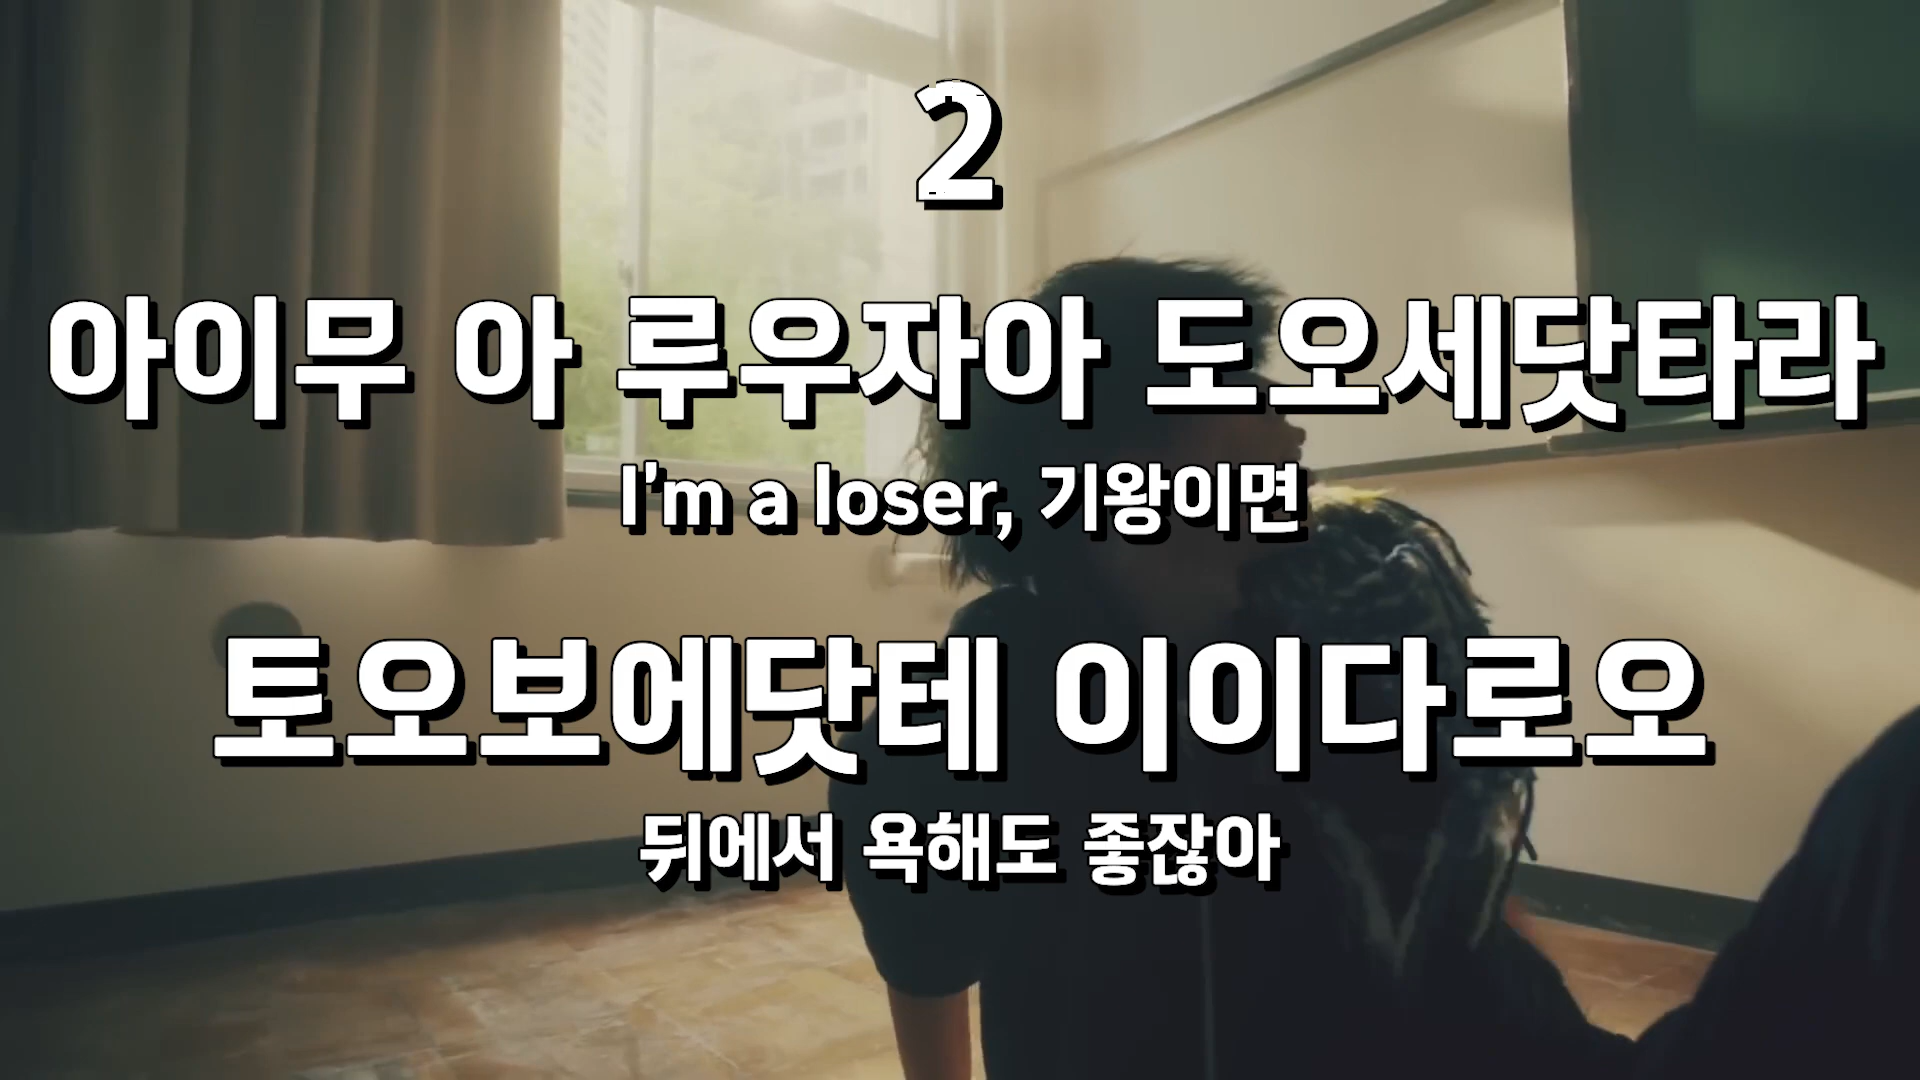 2
아이무 아 루우자아 도오세닷타라
I'm a loser, 기왕이면
토오보에닷테 이이다로오
뒤에서 욕해도 좋잖아